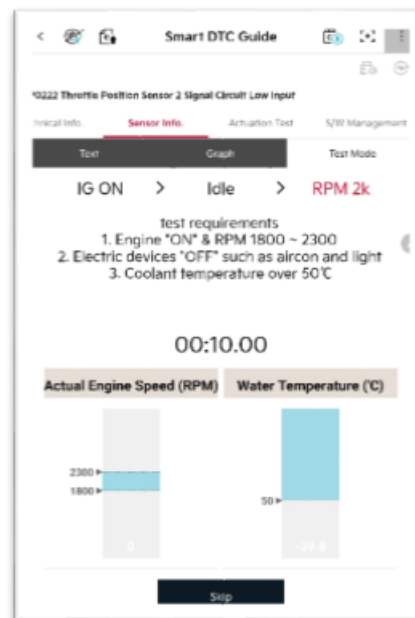 Smart DTC Guide
P0222 Throttle Position Sensor 2 Signal Circuit Low Input
hnical Info. Sensor Info. Actuation Test S/W Management
Text Graph Test Mode
IG ON > Idle > RPM 2k
test requirements
1. Engine "ON" & RPM 1800 ~ 2300
2. Electric devices "OFF" such as aircon and light
3. Coolant temperature over 50℃
00:10.00
Actual Engine Speed (RPM) Water Temperature (℃)
2300
1800
50
0
Skip